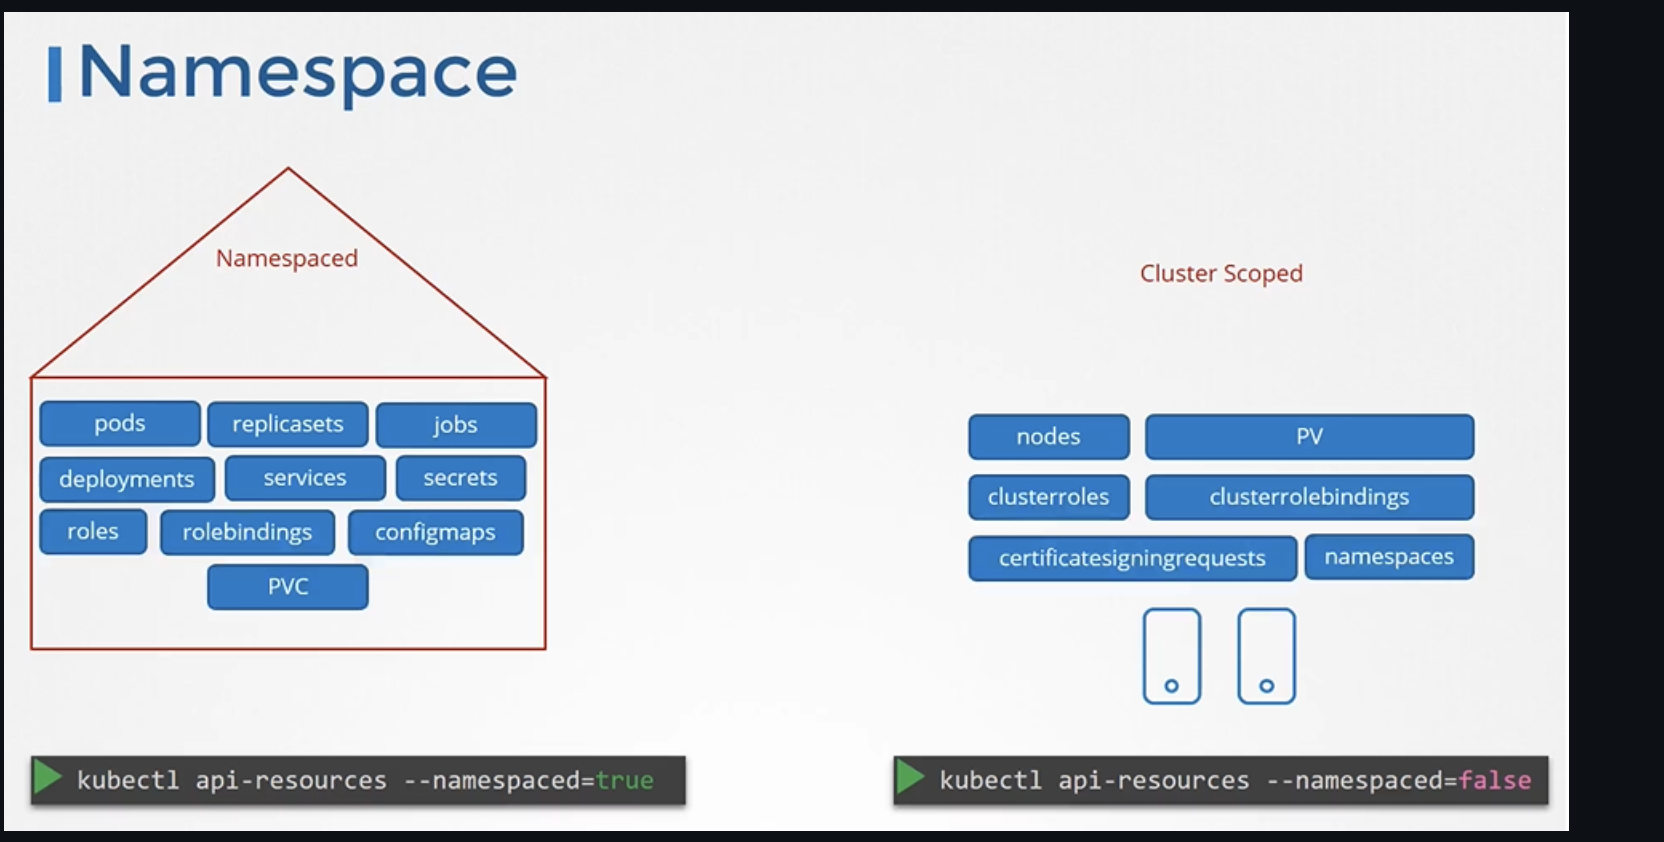 Namespace
Namespaced
pods replicasets jobs
deployments services secrets
roles rolebindings configmaps
PVC
kubectl api-resources --namespaced=true
Cluster Scoped
nodes PV
clusterroles clusterrolebindings
certificatesigningrequests namespaces
kubectl api-resources --namespaced=false